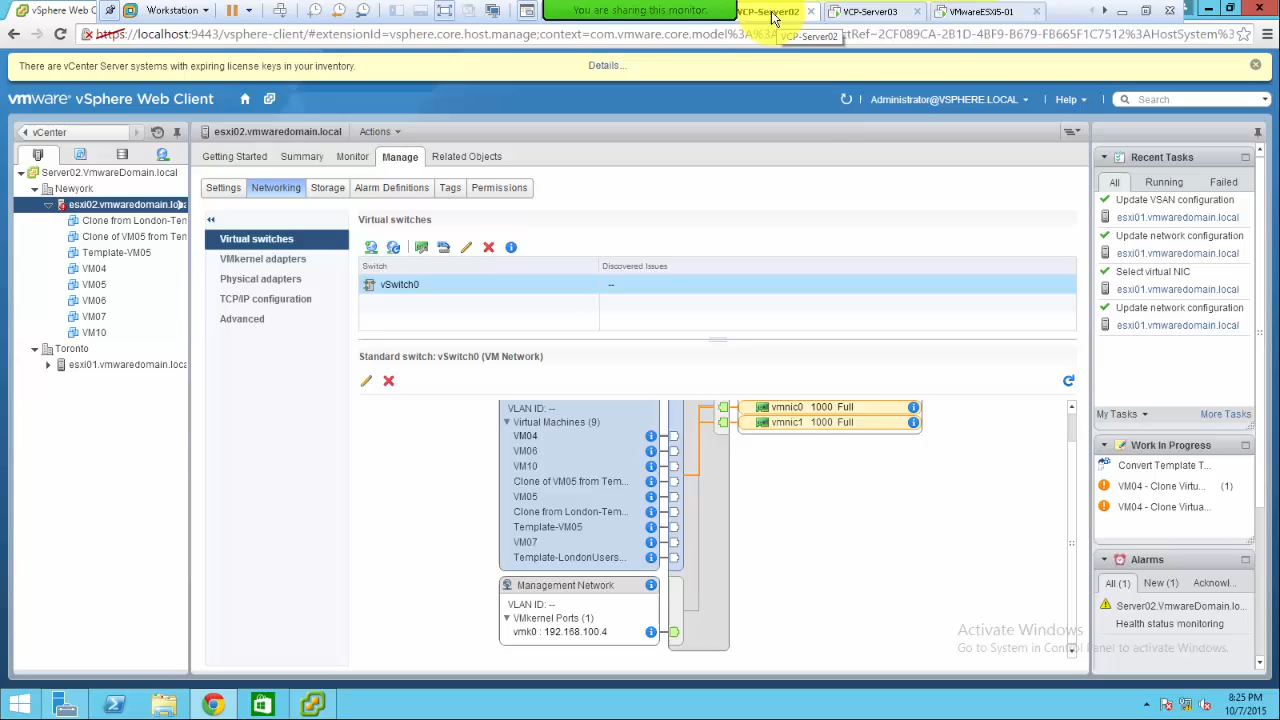 vSphere Web C
Workstation
You are sharing this monitor.
VCP-Server02
VCP-Server03
VMwareESXi5-01
https://localhost:9443/vsphere-client/#extensionId=vsphere.core.host.manage;context=com.vmware.core.model%3A%3A
Ref~2CF089CA-2B1D-4BF9-B679-FB665F1C7512%3AHostSystem%3
VCP-Server02
There are vCenter Server systems with expiring license keys in your inventory.
Details...
vmware® vSphere Web Client
Administrator@VSPHERE.LOCAL
Help
Search
vCenter
Server02.VmwareDomain.local
Newyork
esxi02.vmwaredomain.loca
Clone from London-Ten
Clone of VM05 from Tem
Template-VM05
VM04
VM05
VM06
VM07
VM10
Toronto
esxi01.vmwaredomain.loca
esxi02.vmwaredomain.local
Actions
Getting Started
Summary
Monitor
Manage
Related Objects
Settings
Networking
Storage
Alarm Definitions
Tags
Permissions
Virtual switches
VMkernel adapters
Physical adapters
TCP/IP configuration
Advanced
Virtual switches
Switch
Discovered Issues
vSwitch0
--
Standard switch: vSwitch0 (VM Network)
VLAN ID: --
Virtual Machines (9)
VM04
VM06
VM10
Clone of VM05 from Tem...
VM05
Clone from London-Tem...
Template-VM05
VM07
Template-LondonUsers...
Management Network
VLAN ID: --
VMkernel Ports (1)
vmk0 : 192.168.100.4
vmnic0 1000 Full
vmnic1 1000 Full
Recent Tasks
All
Running
Failed
Update VSAN configuration
esxi01.vmwaredomain.local
Update network configuration
esxi01.vmwaredomain.local
Select virtual NIC
esxi01.vmwaredomain.local
Update network configuration
esxi01.vmwaredomain.local
My Tasks
More Tasks
Work In Progress
Convert Template T...
VM04 - Clone Virtu... (1)
VM04 - Clone Virtua...
Alarms
All (1)
New (1)
Acknowl...
Server02.VmwareDomain.lo...
Health status monitoring
Activate Windows
Go to System in Control Panel to activate Windows.
8:25 PM
10/7/2015